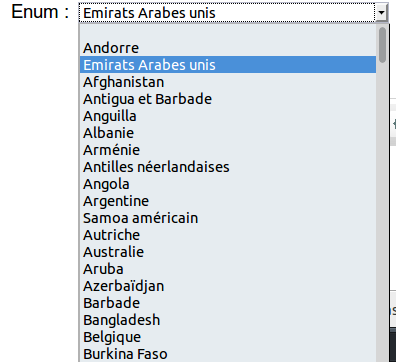 Enum : Emirats Arabes unis
Andorre
Emirats Arabes unis
Afghanistan
Antigua et Barbade
Anguilla
Albanie
Arménie
Antilles néerlandaises
Angola
Argentine
Samoa américain
Autriche
Australie
Aruba
Azerbaïdjan
Barbade
Bangladesh
Belgique
Burkina Faso